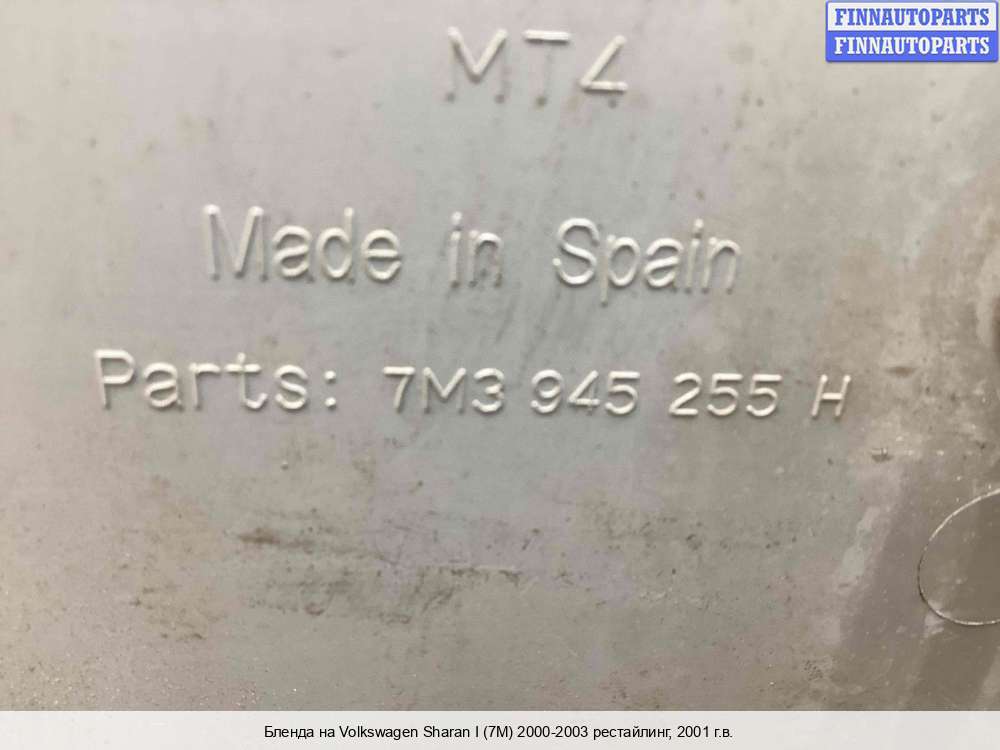 FINNAUTOPARTS
FINNAUTOPARTS
MT4
Made in Spain
Parts: 7M3 945 255 H
Бленда на Volkswagen Sharan I (7M) 2000-2003 рестайлинг, 2001 г.в.